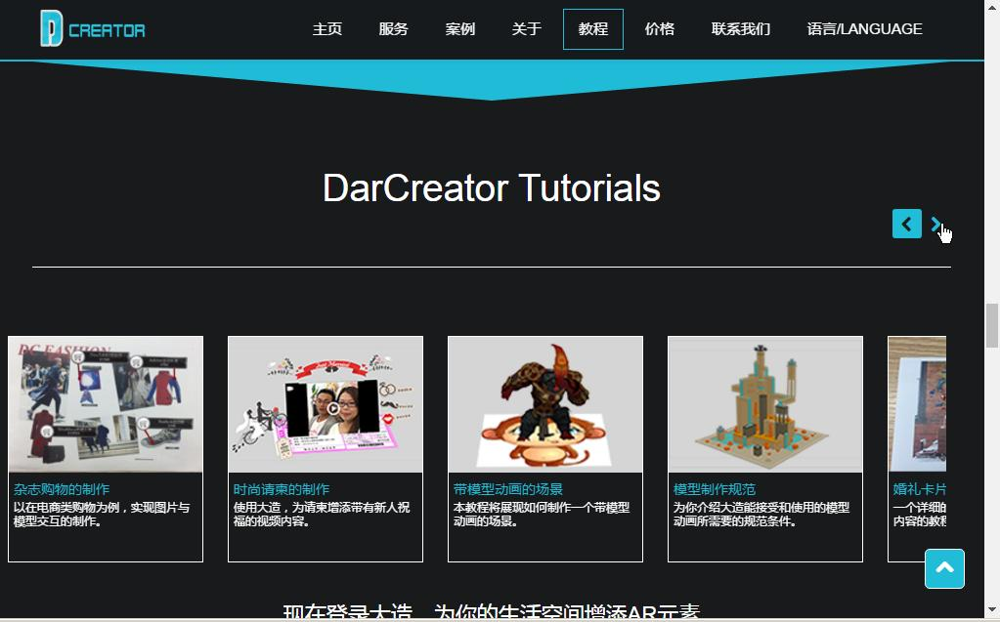 D CREATOR
主页 服务 案例 关于 教程 价格 联系我们 语言/LANGUAGE
DarCreator Tutorials
DG FASHION
Just Married
杂志购物的制作
以在电商类购物为例，实现图片与
模型交互的制作。
时尚请柬的制作
使用大造，为请柬增添带有新人祝
福的视频内容。
带模型动画的场景
本教程将展现如何制作一个带模型
动画的场景。
模型制作规范
为你介绍大造能接受和使用的模型
动画所需要的规范条件。
婚礼卡片
一个详细的
内容的教程
现在登录大造，为你的生活空间增添AR元素